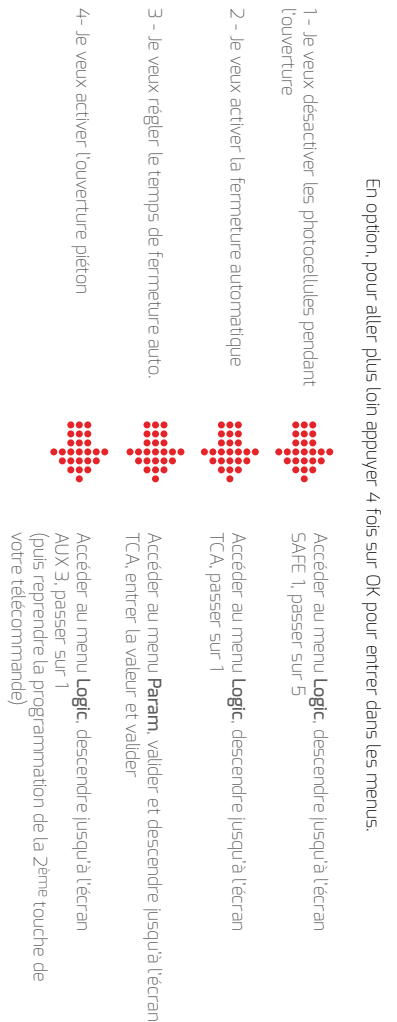 En option, pour aller plus loin appuyer 4 fois sur OK pour entrer dans les menus.
1 - Je veux désactiver les photocellules pendant
l'ouverture
Accéder au menu Logic, descendre jusqu'à l'écran
SAFE 1, passer sur 5
2 - Je veux activer la fermeture automatique
Accéder au menu Logic, descendre jusqu'à l'écran
TCA, passer sur 1
3 - Je veux régler le temps de fermeture auto.
Accéder au menu Param, valider et descendre jusqu'à l'écran
TCA, entrer la valeur et valider
4- Je veux activer l'ouverture piéton
Accéder au menu Logic, descendre jusqu'à l'écran
AUX 3, passer sur 1
(puis reprendre la programmation de la 2ème touche de
votre télécommande)